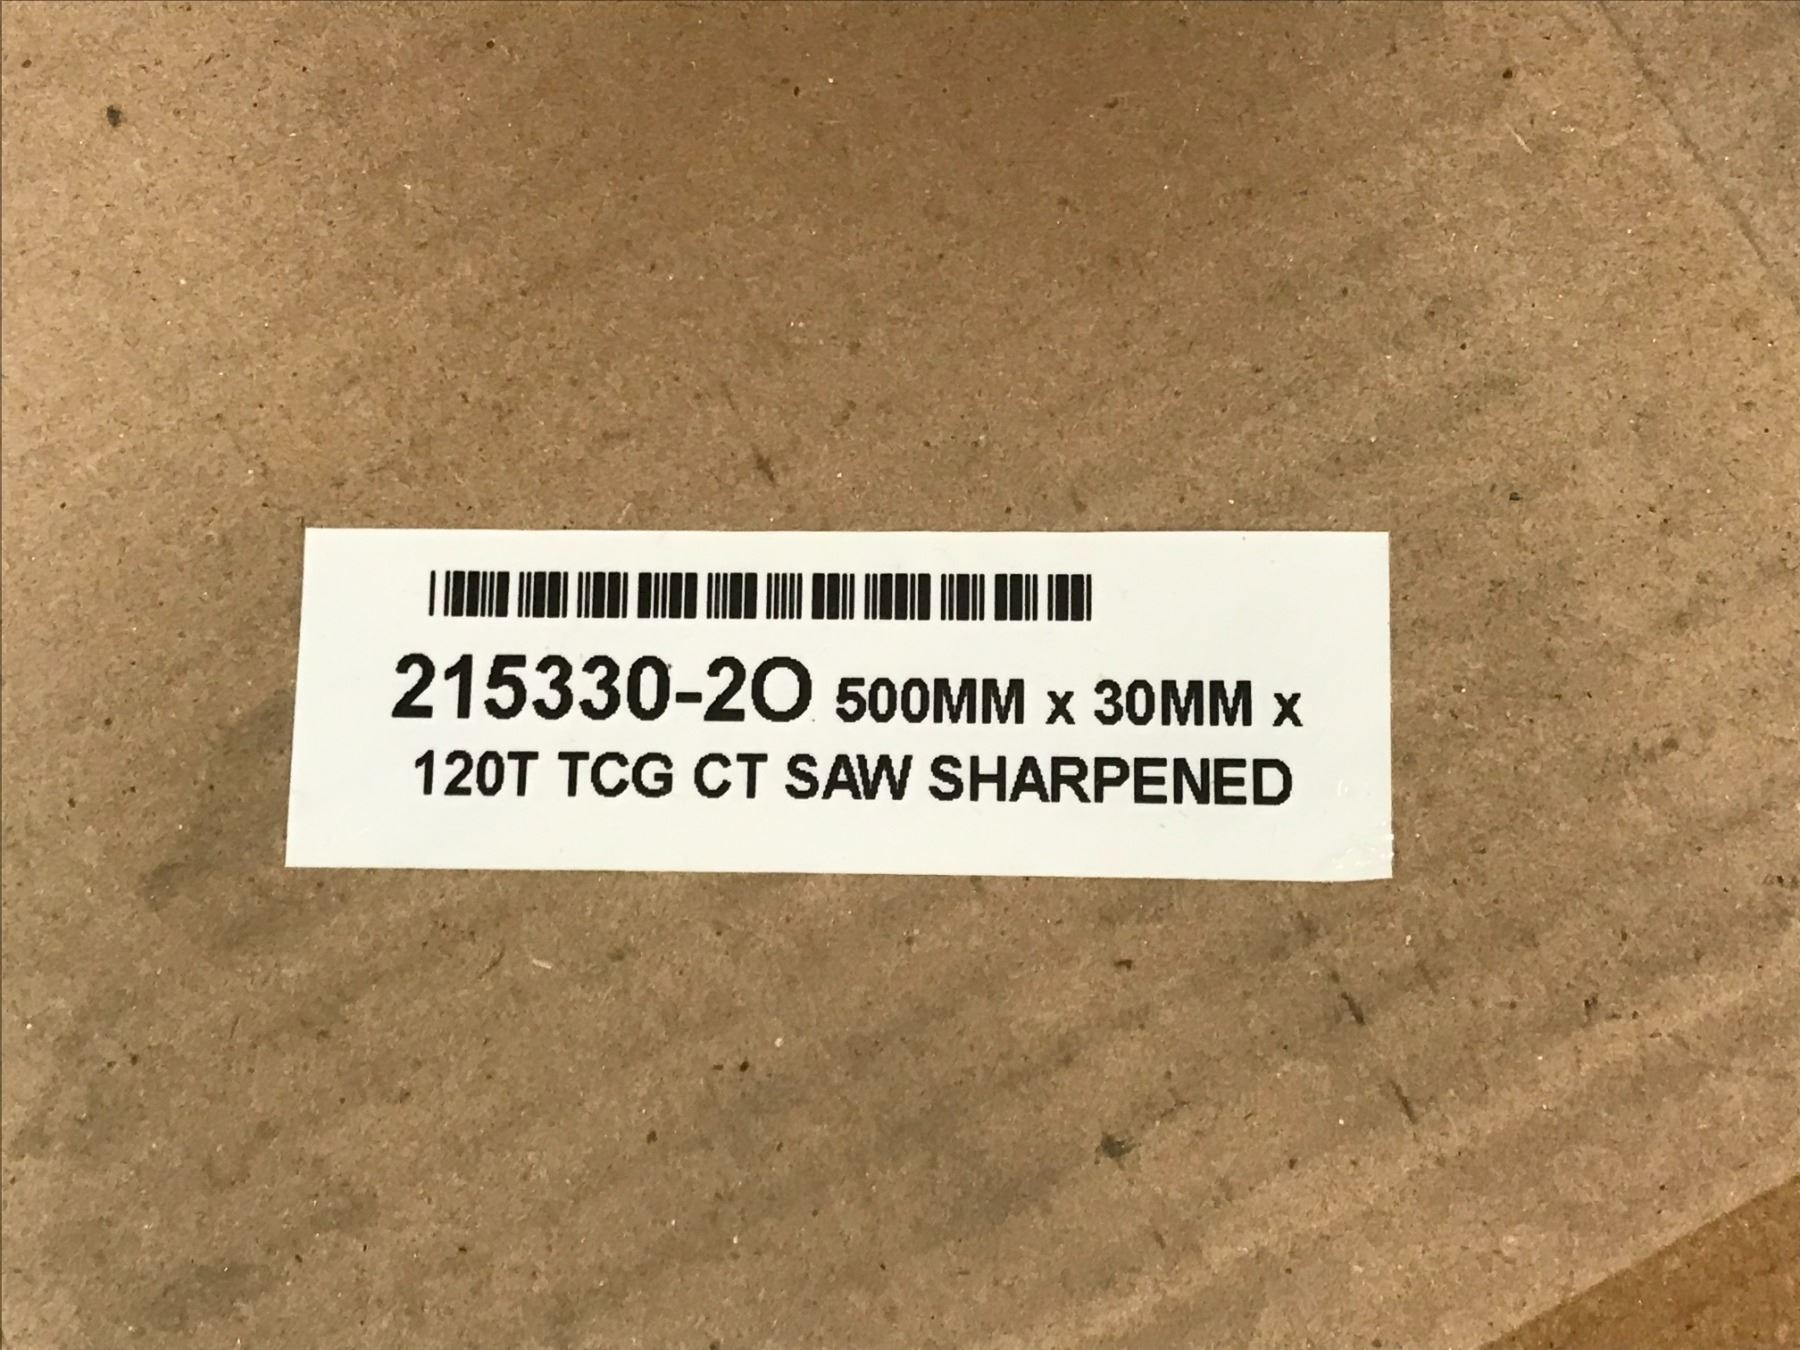 215330-2O 500MM x 30MM x
120T TCG CT SAW SHARPENED